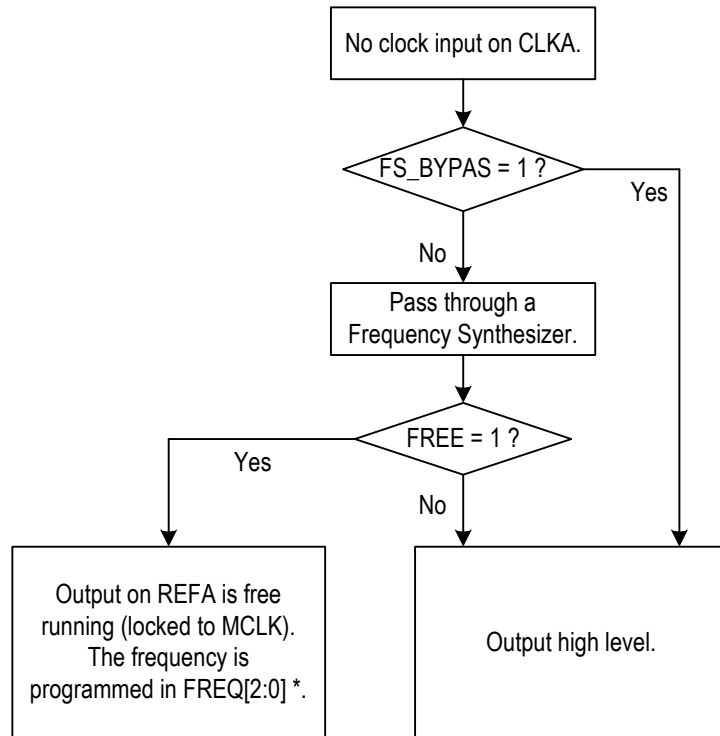 No clock input on CLKA.
FS_BYPAS = 1 ?
Yes
No
Pass through a
Frequency Synthesizer.
FREE = 1 ?
Yes
No
Output on REFA is free
running (locked to MCLK).
The frequency is
programmed in FREQ[2:0] *.
Output high level.